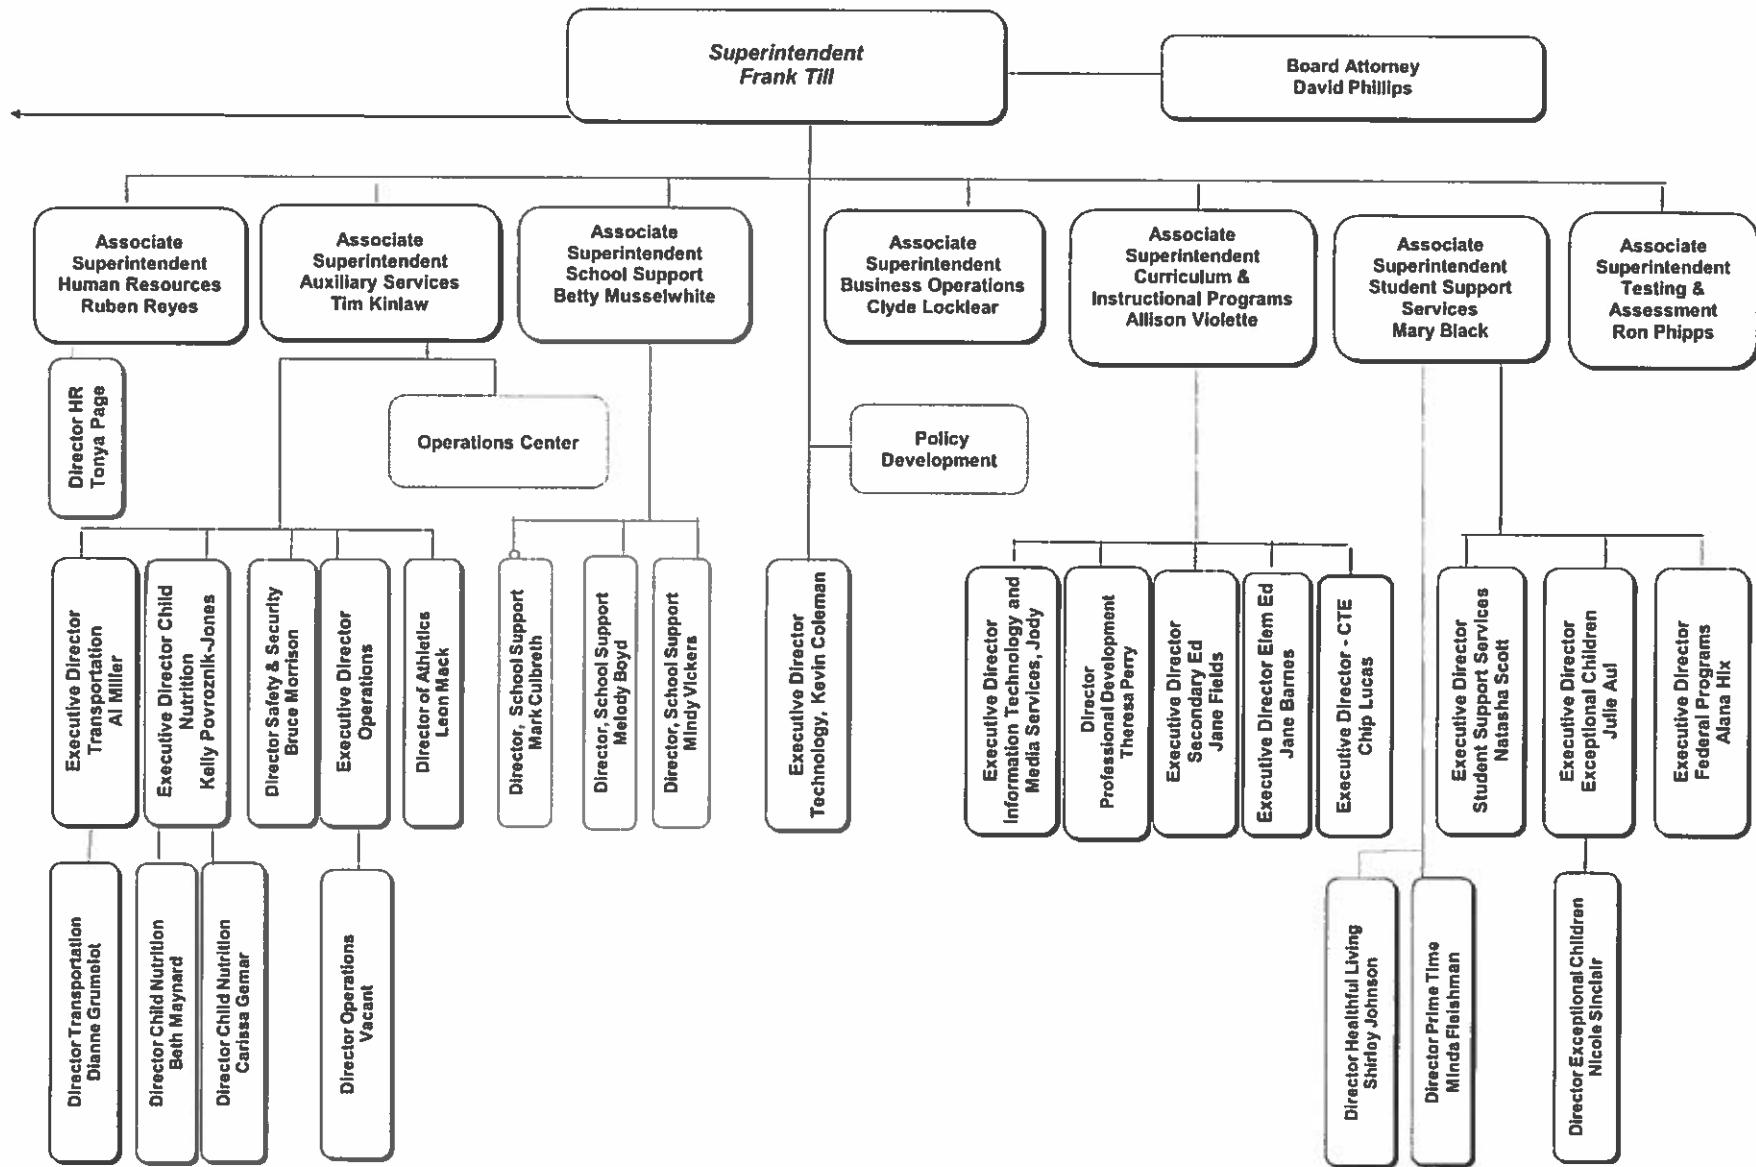 Superintendent
Frank Till
Board Attorney
David Phillips
Associate
Superintendent
Human Resources
Ruben Reyes
Associate
Superintendent
Auxiliary Services
Tim Kinlaw
Associate
Superintendent
School Support
Betty Musselwhite
Associate
Superintendent
Business Operations
Clyde Locklear
Associate
Superintendent
Curriculum &
Instructional Programs
Allison Violette
Associate
Superintendent
Student Support
Services
Mary Black
Associate
Superintendent
Testing &
Assessment
Ron Phipps
Director HR
Tonya Page
Operations Center
Policy
Development
Executive Director
Transportation
Al Miller
Executive Director Child
Nutrition
Kelly Povroznik-Jones
Director Safety & Security
Bruce Morrison
Executive Director
Operations
Director of Athletics
Leon Mack
Director, School Support
Mark Culbreth
Director, School Support
Melody Boyd
Director, School Support
Mindy Vickers
Executive Director
Technology, Kevin Coleman
Executive Director
Information Technology and
Media Services, Jody
Director
Professional Development
Theresa Perry
Executive Director
Secondary Ed
Jane Fields
Executive Director Elem Ed
Jane Barnes
Executive Director - CTE
Chip Lucas
Executive Director
Student Support Services
Natasha Scott
Executive Director
Exceptional Children
Julie Aul
Executive Director
Federal Programs
Alana Hix
Director Transportation
Dianne Grumelot
Director Child Nutrition
Beth Maynard
Director Child Nutrition
Carissa Gemar
Director Operations
Vacant
Director Healthful Living
Shirley Johnson
Director Prime Time
Minda Fleishman
Director Exceptional Children
Nicole Sinclair